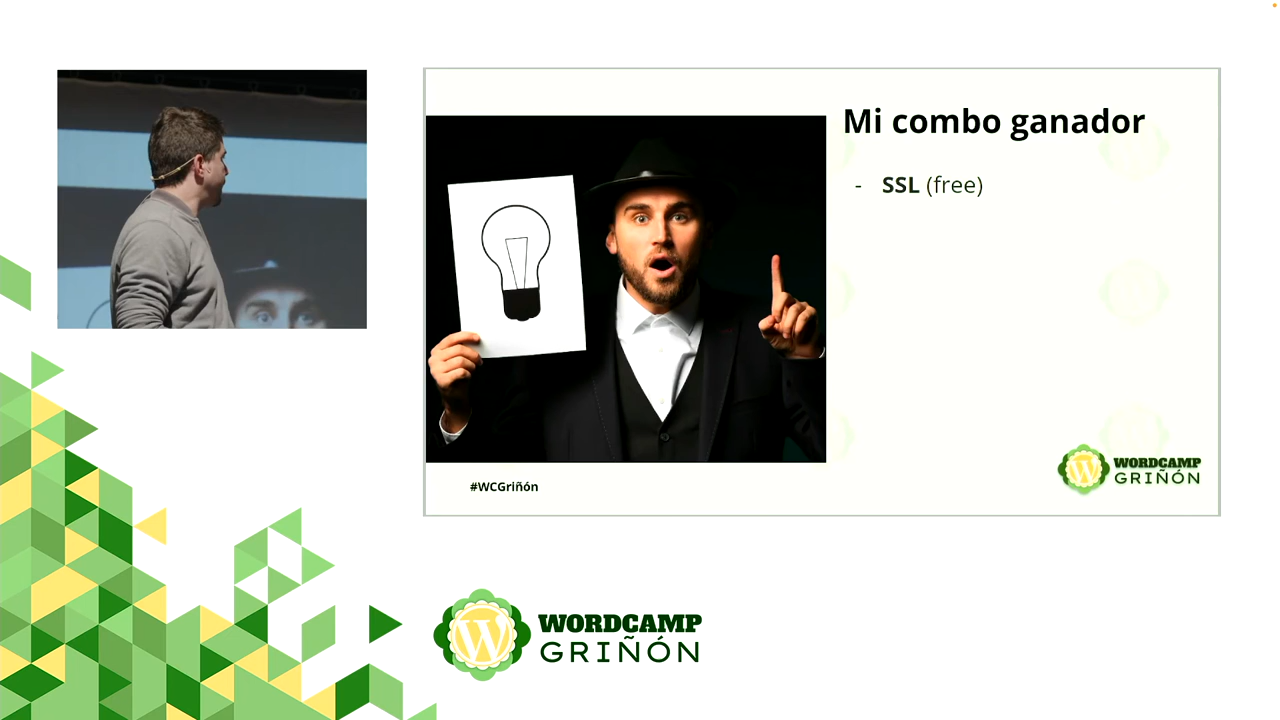 Mi combo ganador
- SSL (free)
#WCGriñón
WORDCAMP
GRIÑÓN
WORDCAMP
GRIÑÓN